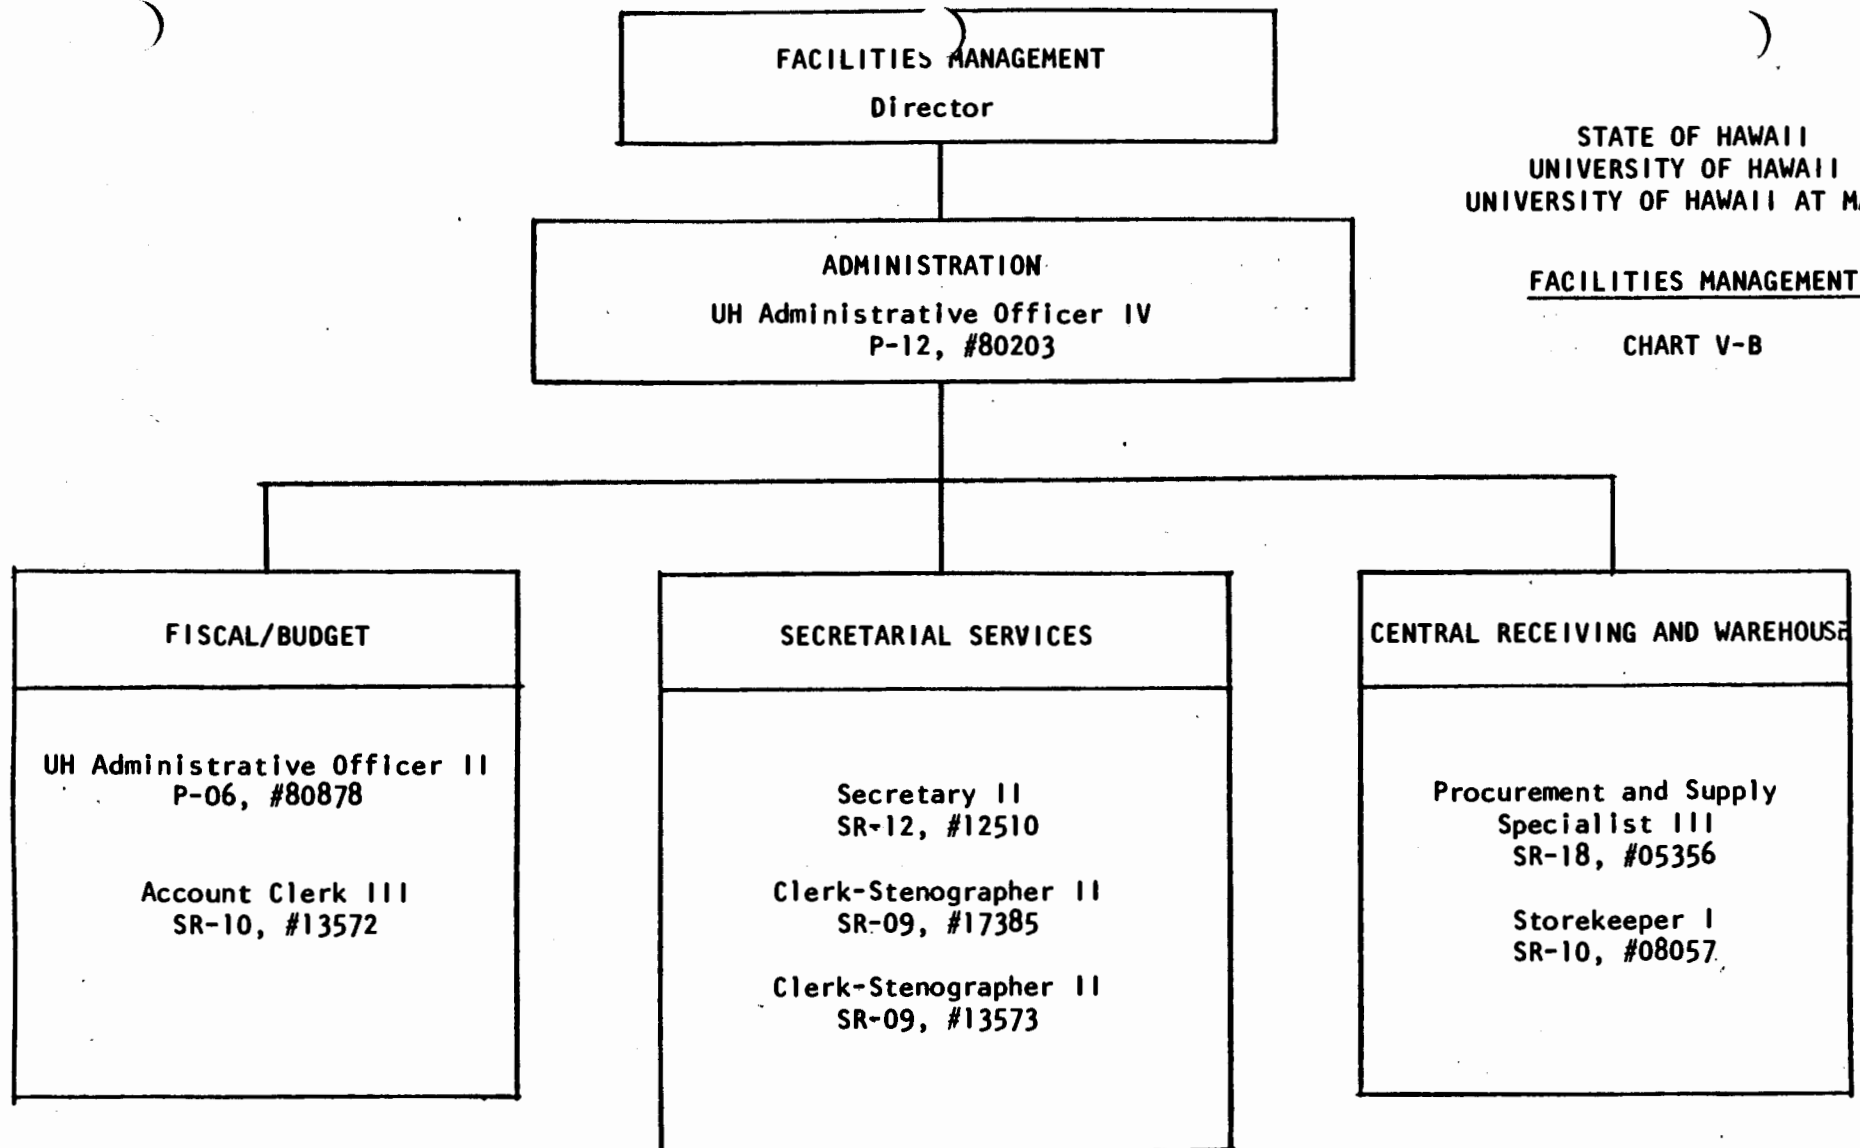 FACILITIES MANAGEMENT
Director
STATE OF HAWAII
UNIVERSITY OF HAWAII
UNIVERSITY OF HAWAII AT
FACILITIES MANAGEMENT
CHART V-B
ADMINISTRATION
UH Administrative Officer IV
P-12, #80203
FISCAL/BUDGET
UH Administrative Officer II
P-06, #80878
Account Clerk III
SR-10, #13572
SECRETARIAL SERVICES
Secretary II
SR-12, #12510
Clerk-Stenographer II
SR-09, #17385
Clerk-Stenographer II
SR-09, #13573
CENTRAL RECEIVING AND WAREHOUSE
Procurement and Supply
Specialist III
SR-18, #05356
Storekeeper I
SR-10, #08057